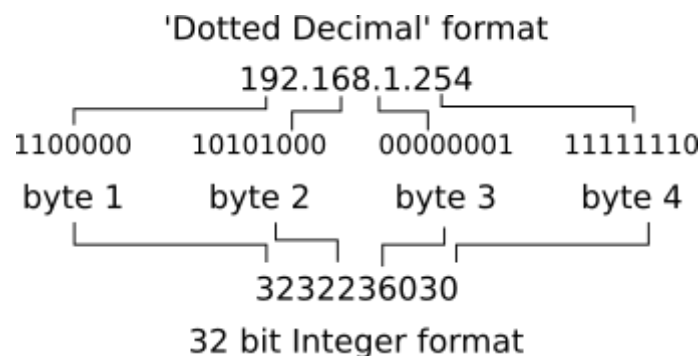 'Dotted Decimal' format
192.168.1.254
1100000 10101000 00000001 11111110
byte 1 byte 2 byte 3 byte 4
3232236030
32 bit Integer format